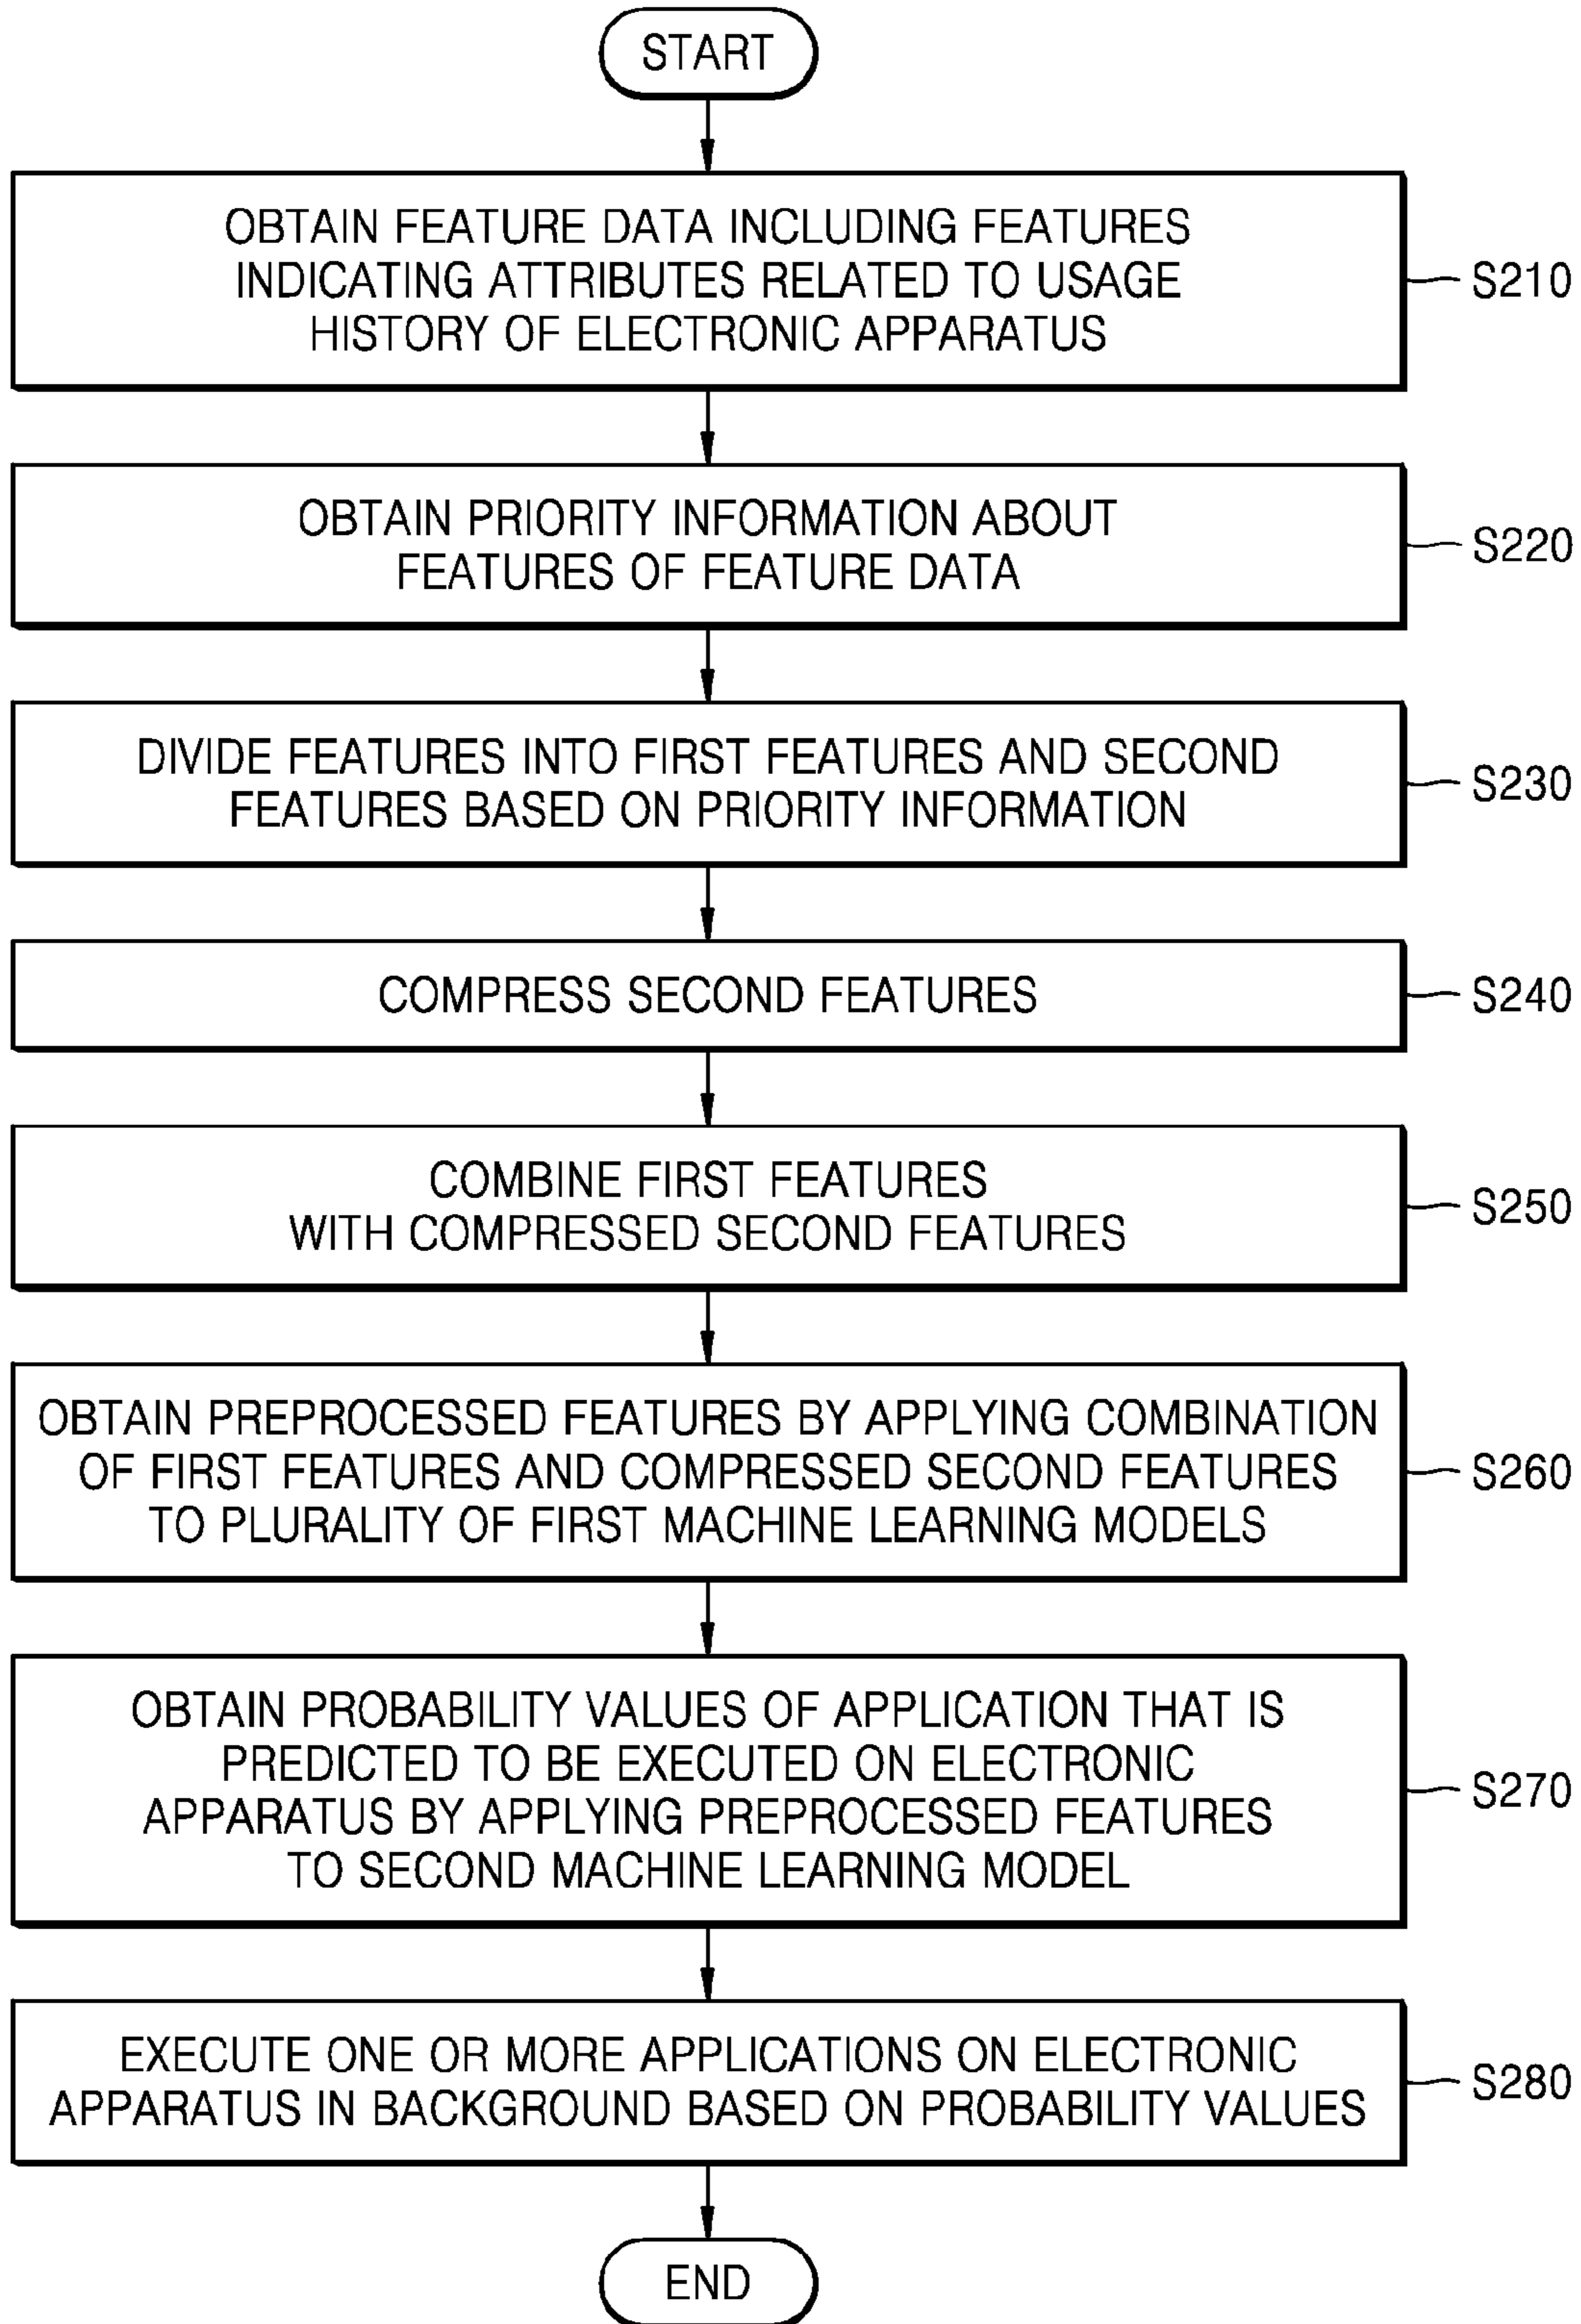 START
OBTAIN FEATURE DATA INCLUDING FEATURES
INDICATING ATTRIBUTES RELATED TO USAGE
HISTORY OF ELECTRONIC APPARATUS
S210
OBTAIN PRIORITY INFORMATION ABOUT
FEATURES OF FEATURE DATA
S220
DIVIDE FEATURES INTO FIRST FEATURES AND SECOND
FEATURES BASED ON PRIORITY INFORMATION
S230
COMPRESS SECOND FEATURES
S240
COMBINE FIRST FEATURES
WITH COMPRESSED SECOND FEATURES
S250
OBTAIN PREPROCESSED FEATURES BY APPLYING COMBINATION
OF FIRST FEATURES AND COMPRESSED SECOND FEATURES
TO PLURALITY OF FIRST MACHINE LEARNING MODELS
S260
OBTAIN PROBABILITY VALUES OF APPLICATION THAT IS
PREDICTED TO BE EXECUTED ON ELECTRONIC
APPARATUS BY APPLYING PREPROCESSED FEATURES
TO SECOND MACHINE LEARNING MODEL
S270
EXECUTE ONE OR MORE APPLICATIONS ON ELECTRONIC
APPARATUS IN BACKGROUND BASED ON PROBABILITY VALUES
S280
END